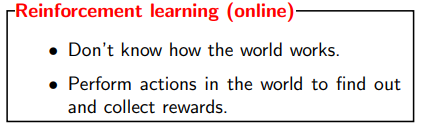 Reinforcement learning (online)
• Don't know how the world works.
• Perform actions in the world to find out
and collect rewards.